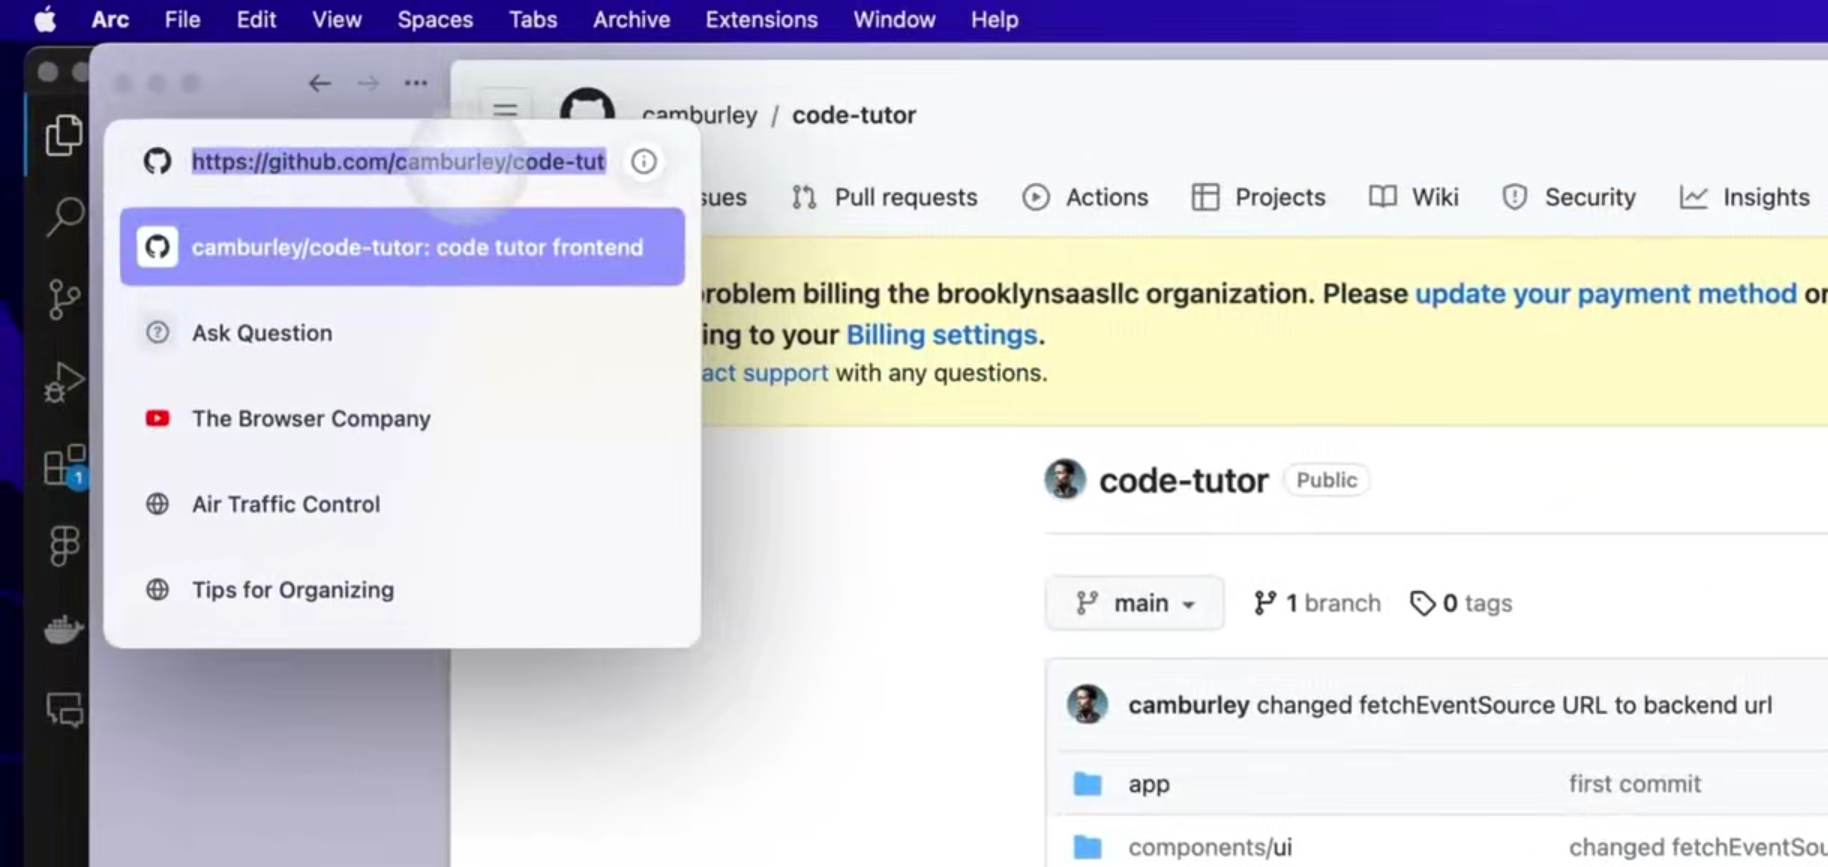 Arc File Edit View Spaces Tabs Archive Extensions Window Help
camburley / code-tutor
https://github.com/camburley/code-tut
sues Pull requests Actions Projects Wiki Security Insights
camburley/code-tutor: code tutor frontend
roblem billing the brooklynsaasllc organization. Please update your payment method or
Ask Question
ing to your Billing settings.
act support with any questions.
The Browser Company
1
code-tutor Public
Air Traffic Control
Tips for Organizing
main 1 branch 0 tags
camburley changed fetchEventSource URL to backend url
app first commit
components/ui changed fetchEventSou